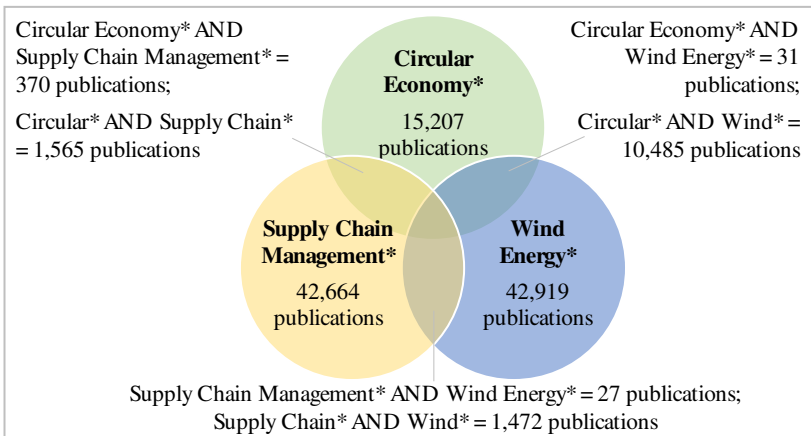 Circular Economy* AND
Supply Chain Management* =
370 publications;
Circular* AND Supply Chain*
= 1,565 publications
Circular Economy* AND
Wind Energy* = 31
publications;
Circular* AND Wind* =
10,485 publications
Circular
Economy*
15,207
publications
Supply Chain
Management*
42,664
publications
Wind
Energy*
42,919
publications
Supply Chain Management* AND Wind Energy* = 27 publications;
Supply Chain* AND Wind* = 1,472 publications